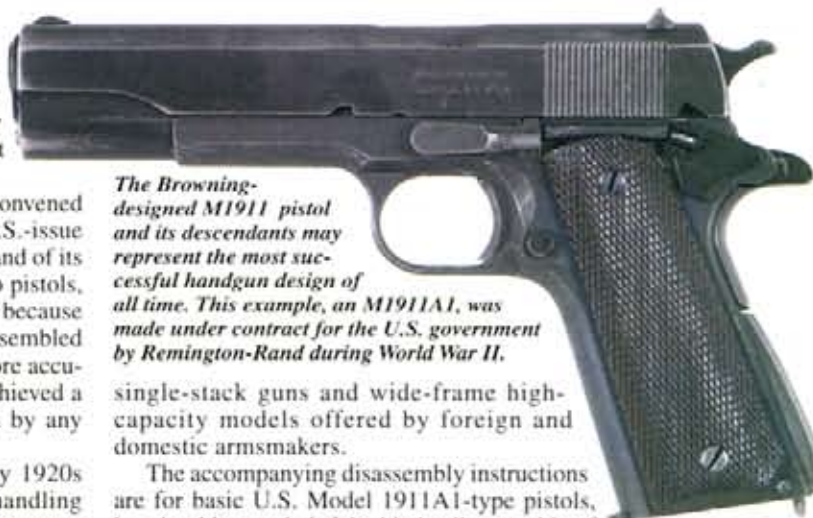 onvened
S.-issue
and of its
o pistols,
because
sembled
ore accu-
hieved a
by any
y 1920s
handling
The Browning-
designed M1911 pistol
and its descendants may
represent the most suc-
cessful handgun design of
all time. This example, an M1911A1, was
made under contract for the U.S. government
by Remington-Rand during World War II.
single-stack guns and wide-frame high-
capacity models offered by foreign and
domestic armsmakers.
The accompanying disassembly instructions
are for basic U.S. Model 1911A1-type pistols,